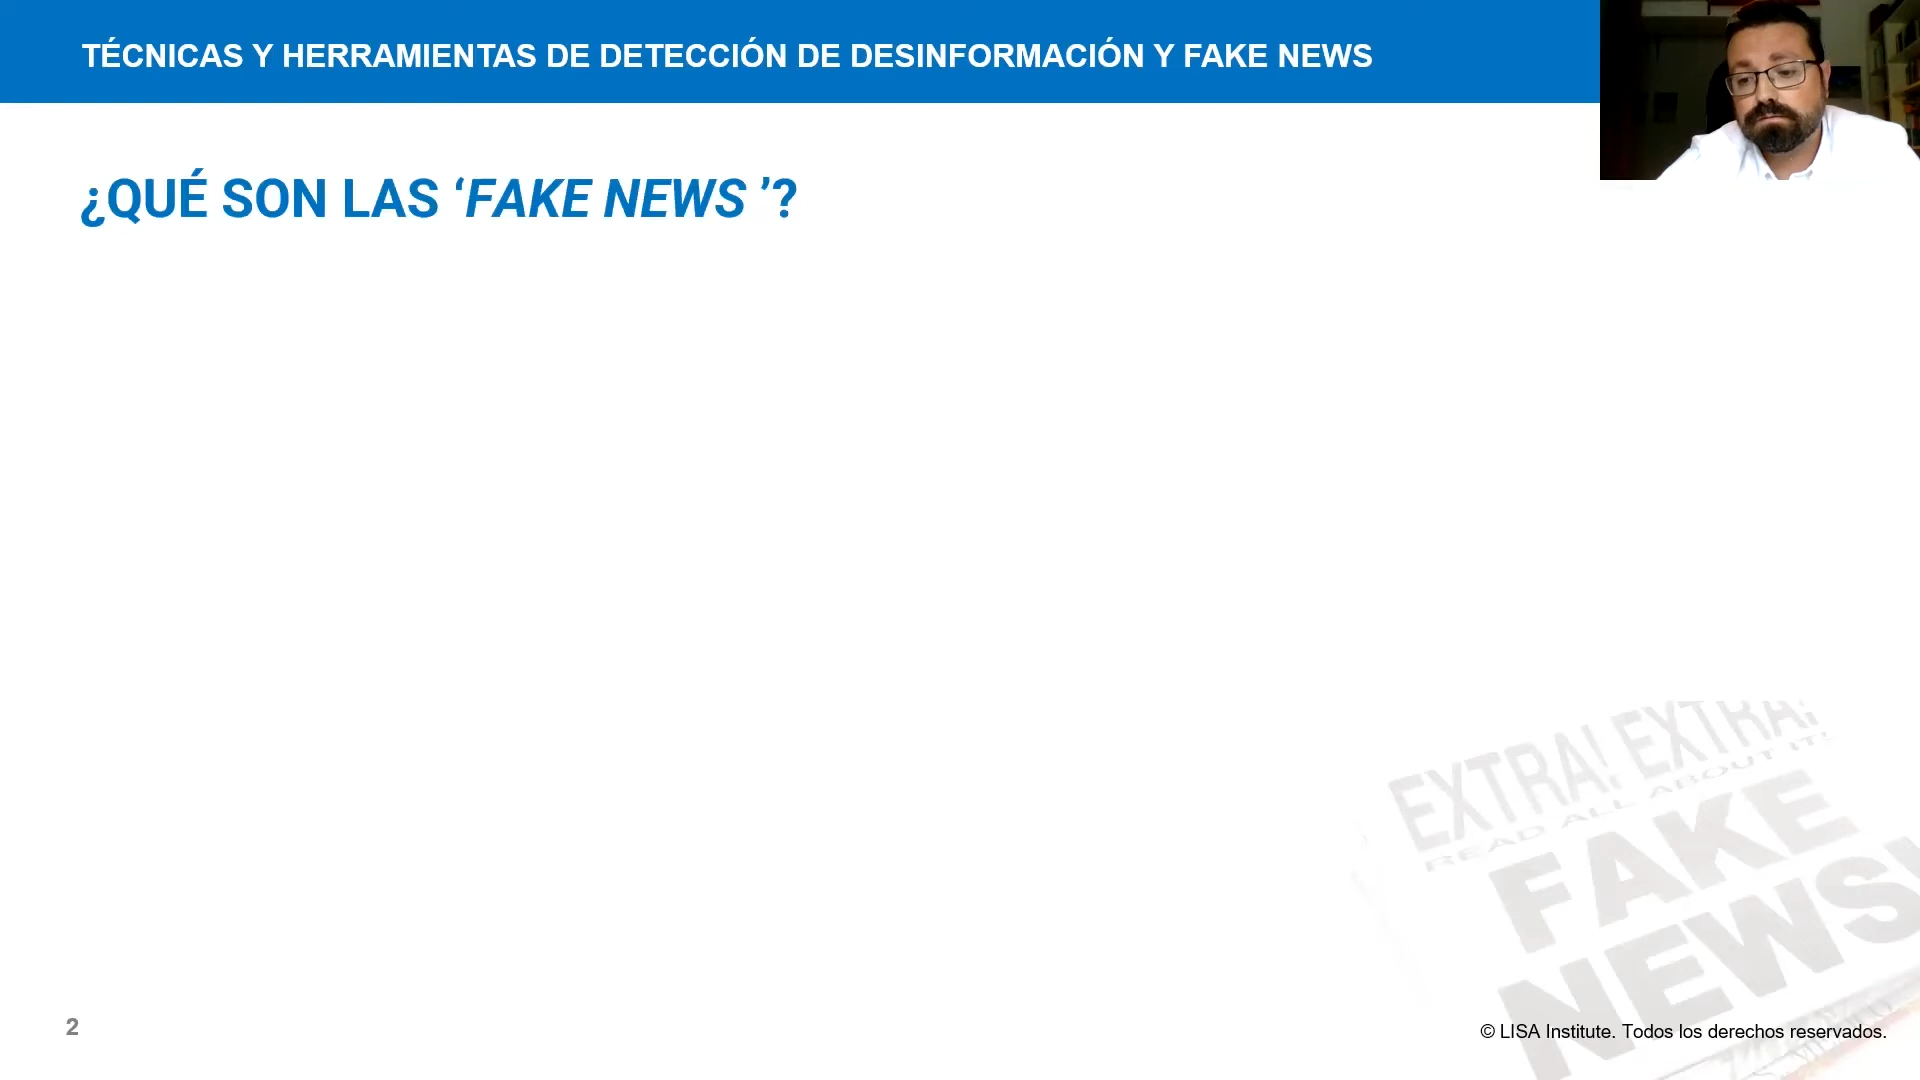 TÉCNICAS Y HERRAMIENTAS DE DETECCIÓN DE DESINFORMACIÓN Y FAKE NEWS
¿QUÉ SON LAS ‘FAKE NEWS ’?
EXTRA! EXTRA!
READ ALL ABOUT IT!
FAKE
NEWS
2
© LISA Institute. Todos los derechos reservados.